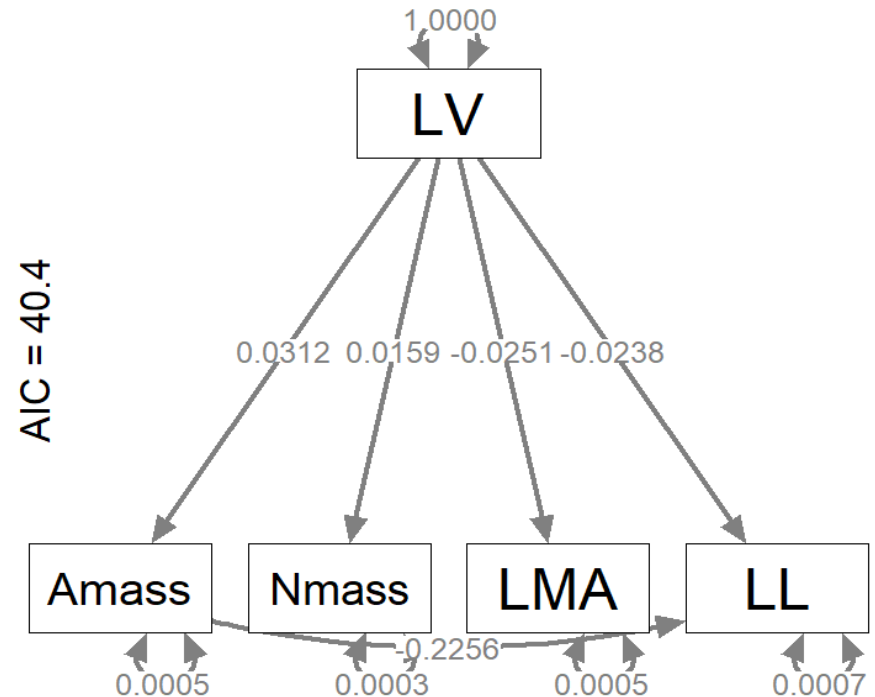 1.0000
LV
AIC = 40.4
0.0312 0.0159 -0.0251 -0.0238
Amass Nmass LMA LL
-0.2256
0.0005 0.0003 0.0005 0.0007